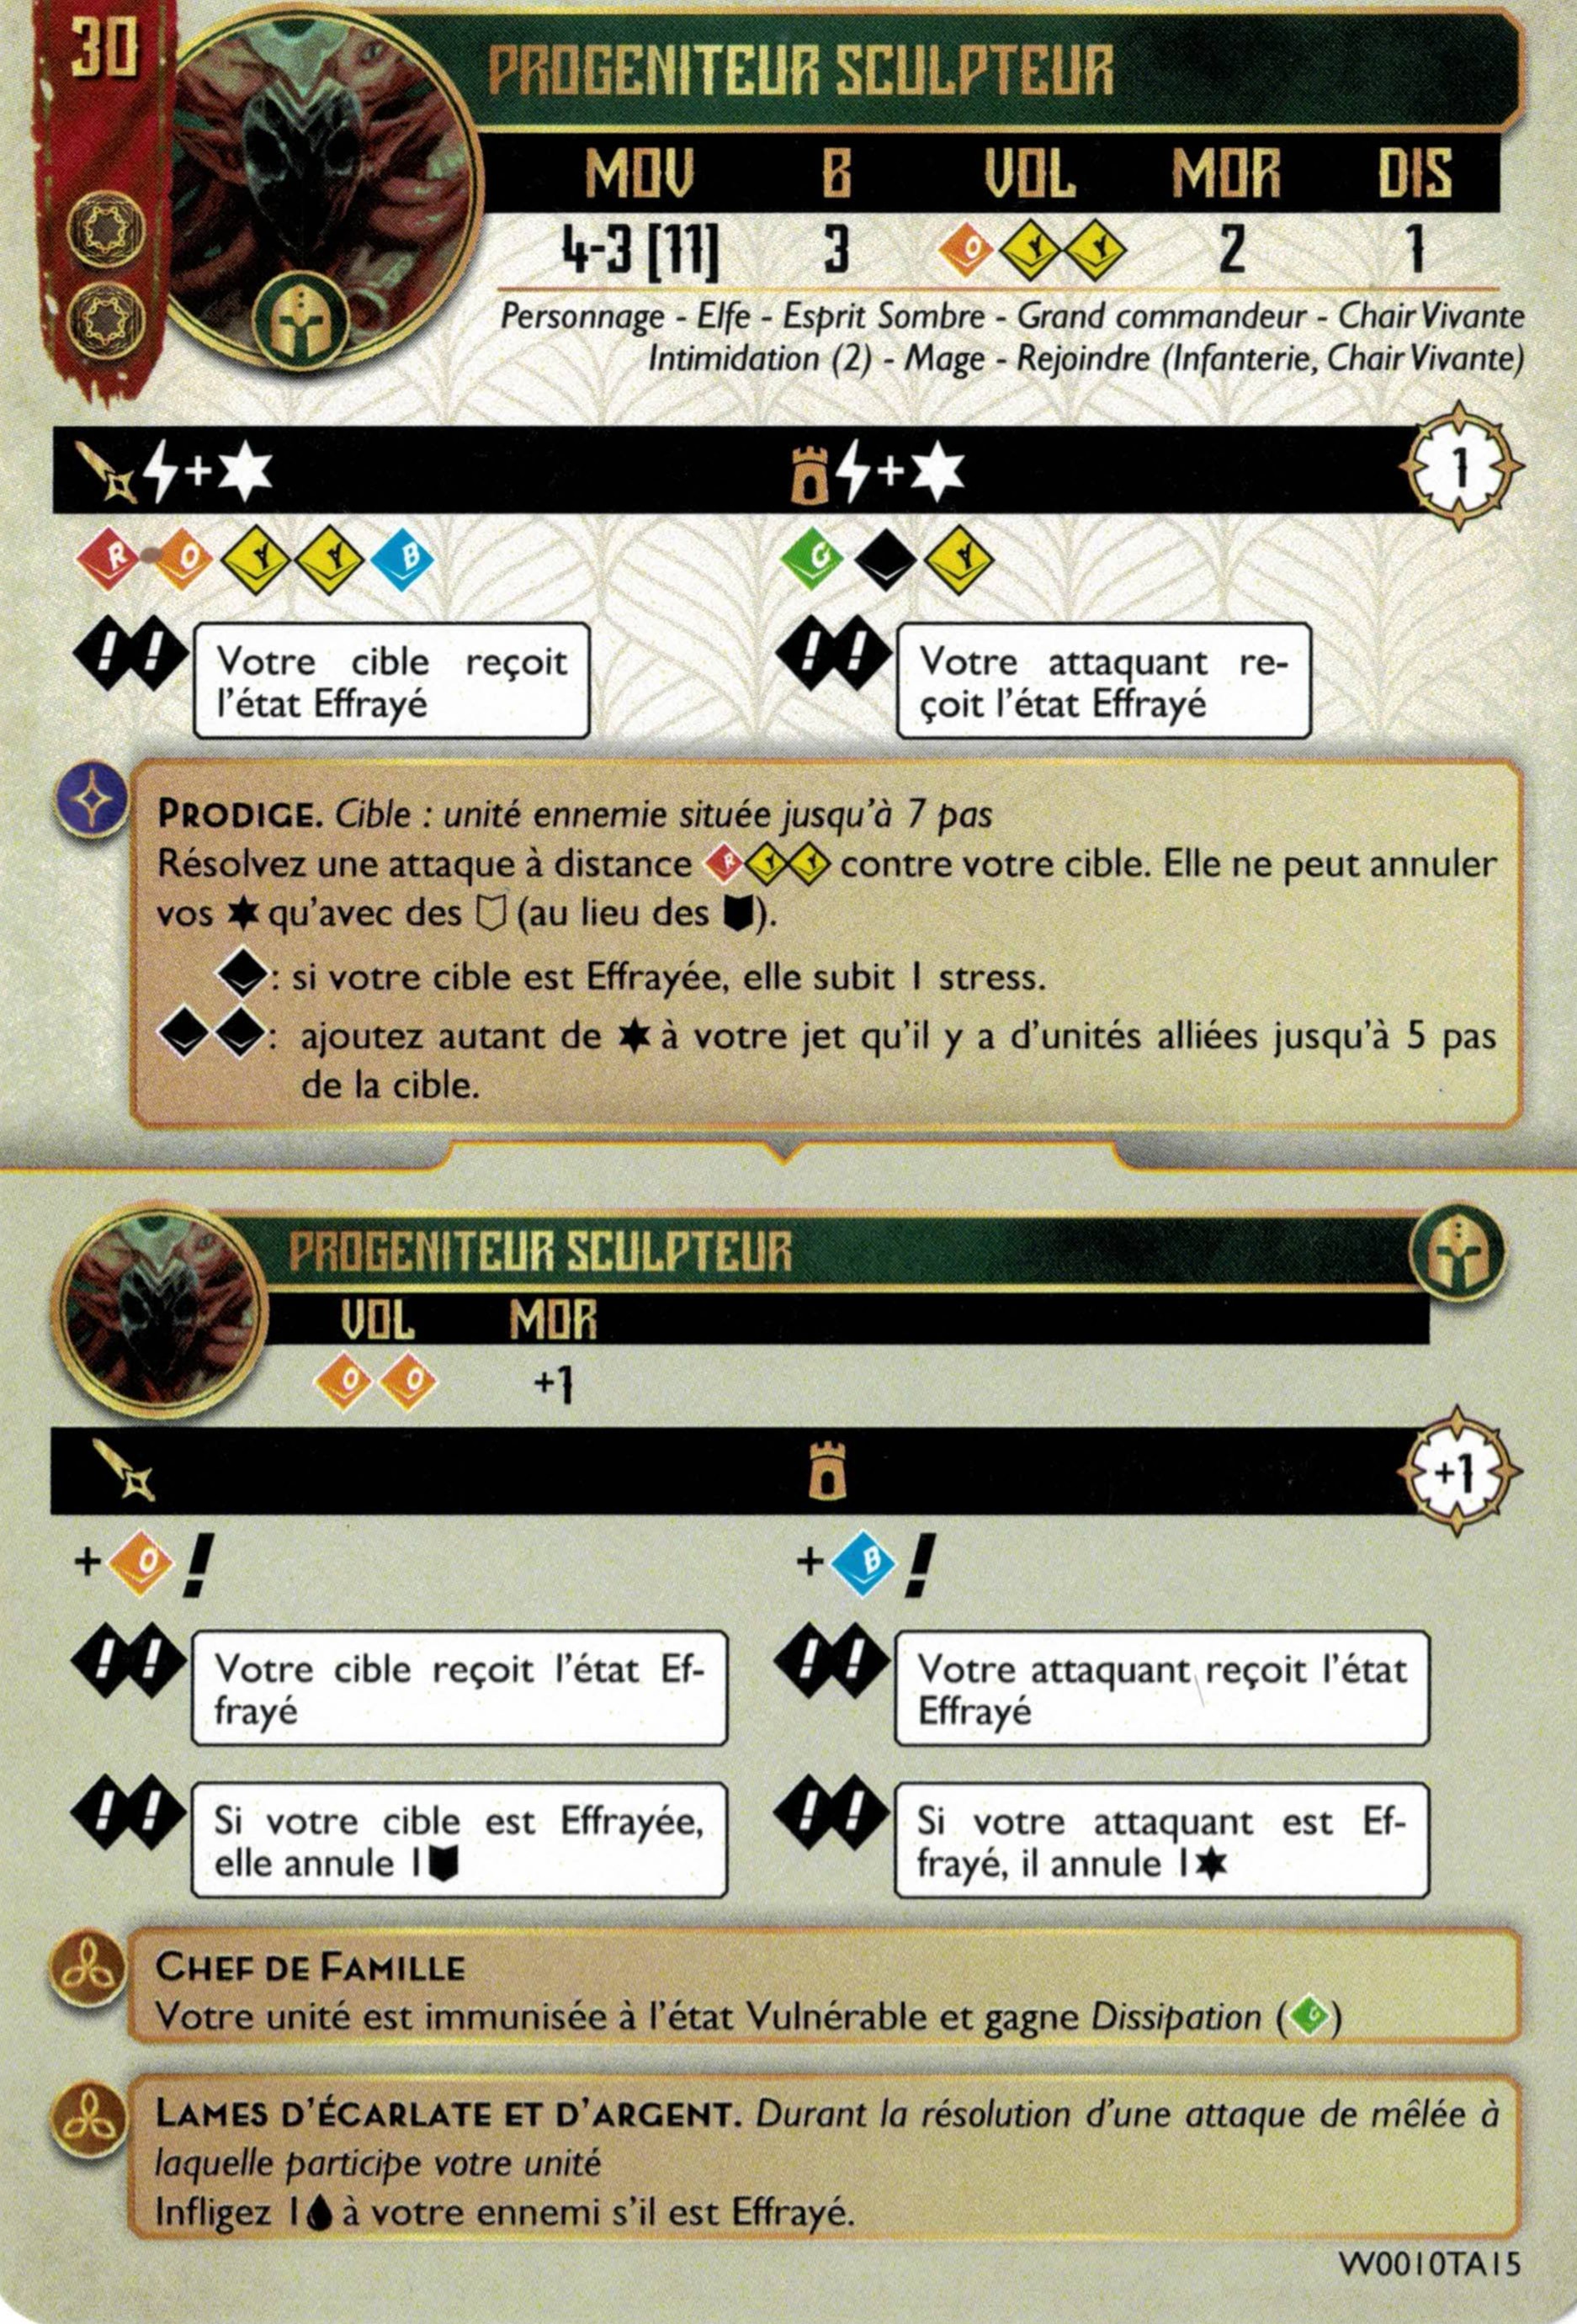 30
PROGENITEUR SCULPTEUR
MOV B VOL MOR DIS
4-3 [11] 3 O Y Y 2 1
Personnage - Elfe - Esprit Sombre - Grand commandeur - Chair Vivante
Intimidation (2) - Mage - Rejoindre (Infanterie, Chair Vivante)
+ + 1
R O Y Y B G Y
!! Votre cible reçoit
l'état Effrayé
!! Votre attaquant re-
çoit l'état Effrayé
PRODIGE. Cible : unité ennemie située jusqu'à 7 pas
Résolvez une attaque à distance R Y Y contre votre cible. Elle ne peut annuler
vos qu'avec des (au lieu des ).
: si votre cible est Effrayée, elle subit 1 stress.
: ajoutez autant de à votre jet qu'il y a d'unités alliées jusqu'à 5 pas
de la cible.
PROGENITEUR SCULPTEUR
VOL MOR
O O +1
+1
+ O ! + B !
!! Votre cible reçoit l'état Ef-
frayé
!! Votre attaquant reçoit l'état
Effrayé
!! Si votre cible est Effrayée,
elle annule 1
!! Si votre attaquant est Ef-
frayé, il annule 1
CHEF DE FAMILLE
Votre unité est immunisée à l'état Vulnérable et gagne Dissipation (G)
LAMES D'ÉCARLATE ET D'ARGENT. Durant la résolution d'une attaque de mêlée à
laquelle participe votre unité
Infligez 1 à votre ennemi s'il est Effrayé.
W0010TA15